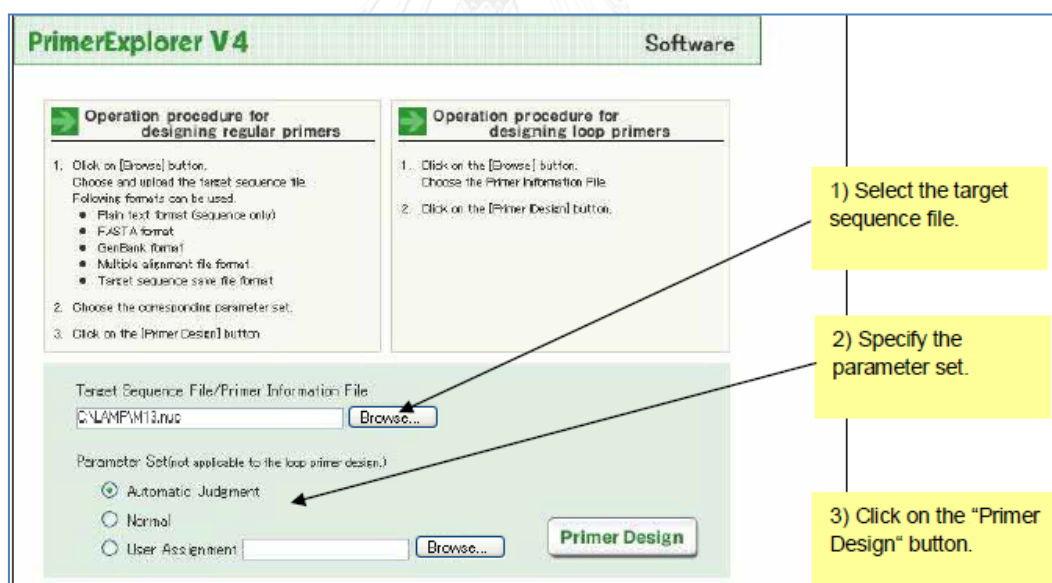 PrimerExplorer V4
Software
Operation procedure for
designing regular primers
1. Click on [Browse] button.
Choose and upload the target sequence file.
Following formats can be used.
● Plain text format (sequence only)
● FASTA format
● GenBank format
● Multiple alignment file format
● Target sequence save file format
2. Choose the corresponding parameter set.
3. Click on the [Primer Design] button
Operation procedure for
designing loop primers
1. Click on the [Browse] button.
Choose the Primer Information File.
2. Click on the [Primer Design] button.
1) Select the target
sequence file.
2) Specify the
parameter set.
Target Sequence File/Primer Information File
C:\LAMP\M13.nuc
Browse...
Parameter Set(not applicable to the loop primer design.)
Automatic Judgment
Normal
User Assignment
Browse...
Primer Design
3) Click on the “Primer
Design“ button.